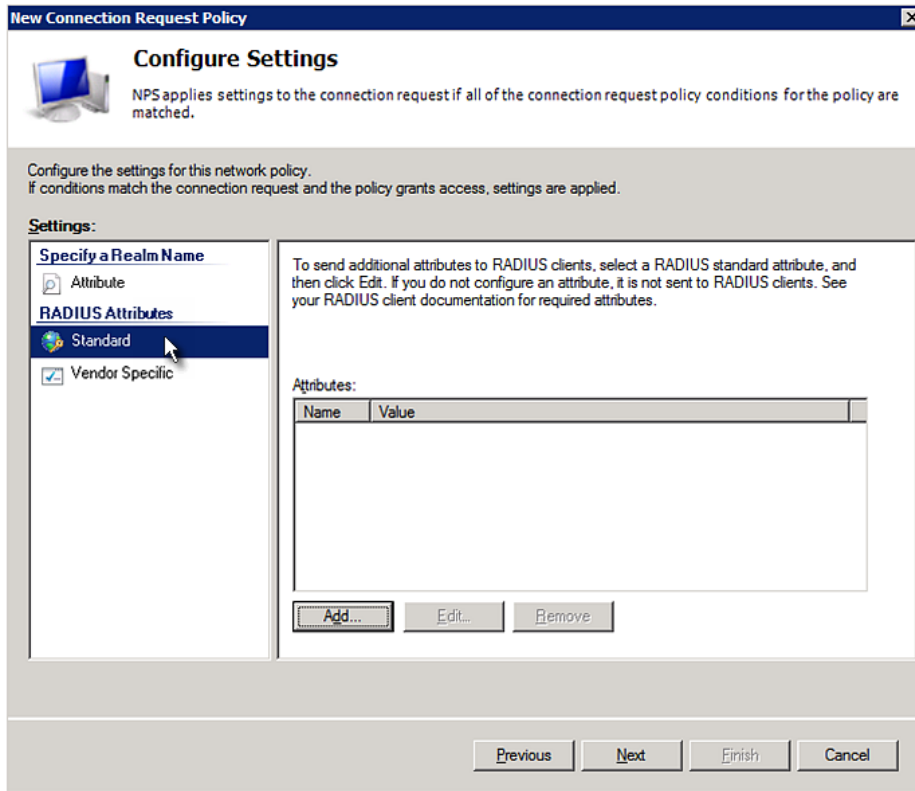 New Connection Request Policy
Configure Settings
NPS applies settings to the connection request if all of the connection request policy conditions for the policy are
matched.
Configure the settings for this network policy.
If conditions match the connection request and the policy grants access, settings are applied.
Settings:
Specify a Realm Name
Attribute
RADIUS Attributes
Standard
Vendor Specific
To send additional attributes to RADIUS clients, select a RADIUS standard attribute, and
then click Edit. If you do not configure an attribute, it is not sent to RADIUS clients. See
your RADIUS client documentation for required attributes.
Attributes:
Name Value
Add... Edit... Remove
Previous Next Finish Cancel